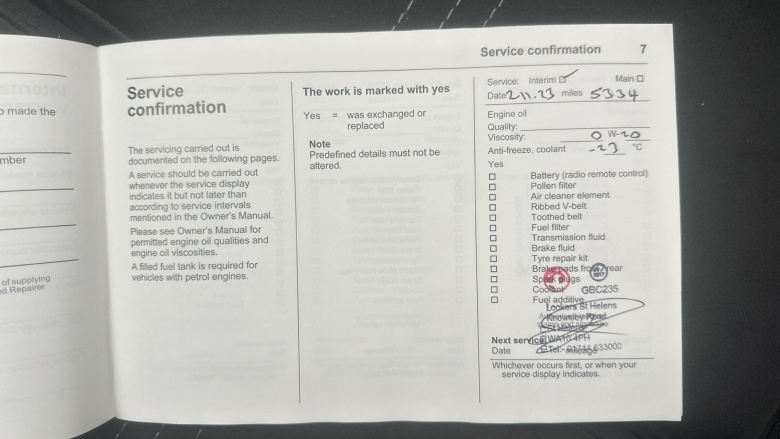 o made the
mber
of supplying
ed Repairer
Service confirmation 7
Service
confirmation
The servicing carried out is
documented on the following pages.
A service should be carried out
whenever the service display
indicates it but not later than
according to service intervals
mentioned in the Owner's Manual.
Please see Owner's Manual for
permitted engine oil qualities and
engine oil viscosities.
A filled fuel tank is required for
vehicles with petrol engines.
The work is marked with yes
Yes = was exchanged or
replaced
Note
Predefined details must not be
altered.
Service: Interim Main
Date 2.11.23 miles 5334
Engine oil
Quality:
Viscosity: 0 W-20
Anti-freeze, coolant -23 °C
Yes
Battery (radio remote control)
Pollen filter
Air cleaner element
Ribbed V-belt
Toothed belt
Fuel filter
Transmission fluid
Brake fluid
Tyre repair kit
Brake pads front/rear
Spark plugs
Coolant GBC235
Fuel additive
Lookers St Helens
Knowsley Road
St Helens
Next service: WA10 4PH
Date Tel:- 01744 633000
mileage
Whichever occurs first, or when your
service display indicates.